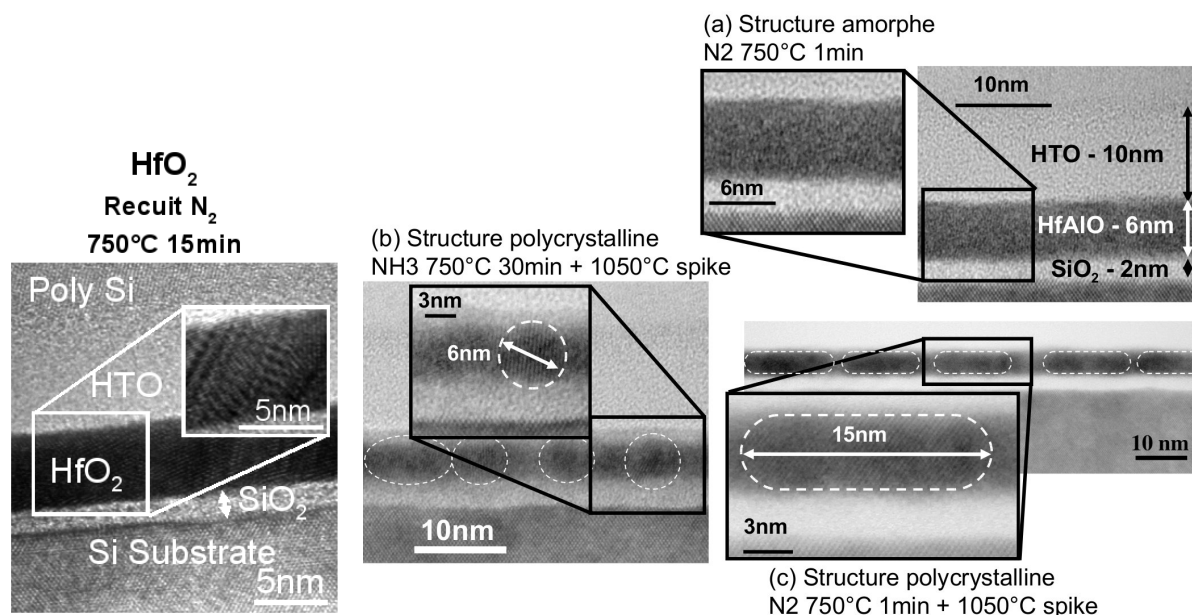 HfO₂
Recuit N₂
750°C 15min
Poly Si
HTO
5nm
HfO₂
SiO₂
Si Substrate
5nm
(b) Structure polycrystalline
NH3 750°C 30min + 1050°C spike
3nm
6nm
10nm
(a) Structure amorphe
N2 750°C 1min
6nm
10nm
HTO - 10nm
HfAlO - 6nm
SiO₂ - 2nm
15nm
3nm
10 nm
(c) Structure polycrystalline
N2 750°C 1min + 1050°C spike